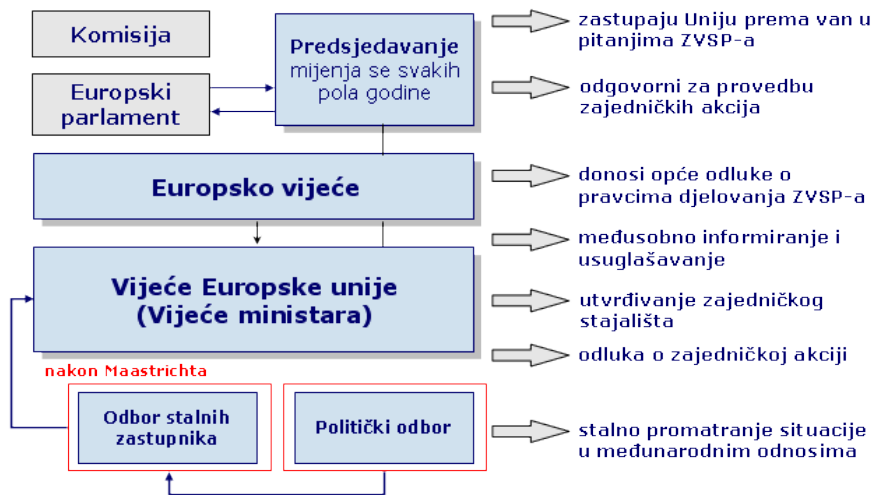 Komisija
Europski
parlament
Predsjedavanje
mijenja se svakih
pola godine
zastupaju Uniju prema van u
pitanjima ZVSP-a
odgovorni za provedbu
zajedničkih akcija
Europsko vijeće
donosi opće odluke o
pravcima djelovanja ZVSP-a
Vijeće Europske unije
(Vijeće ministara)
međusobno informiranje i
usuglašavanje
utvrđivanje zajedničkog
stajališta
odluka o zajedničkoj akciji
nakon Maastrichta
Odbor stalnih
zastupnika
Politički odbor
stalno promatranje situacije
u međunarodnim odnosima